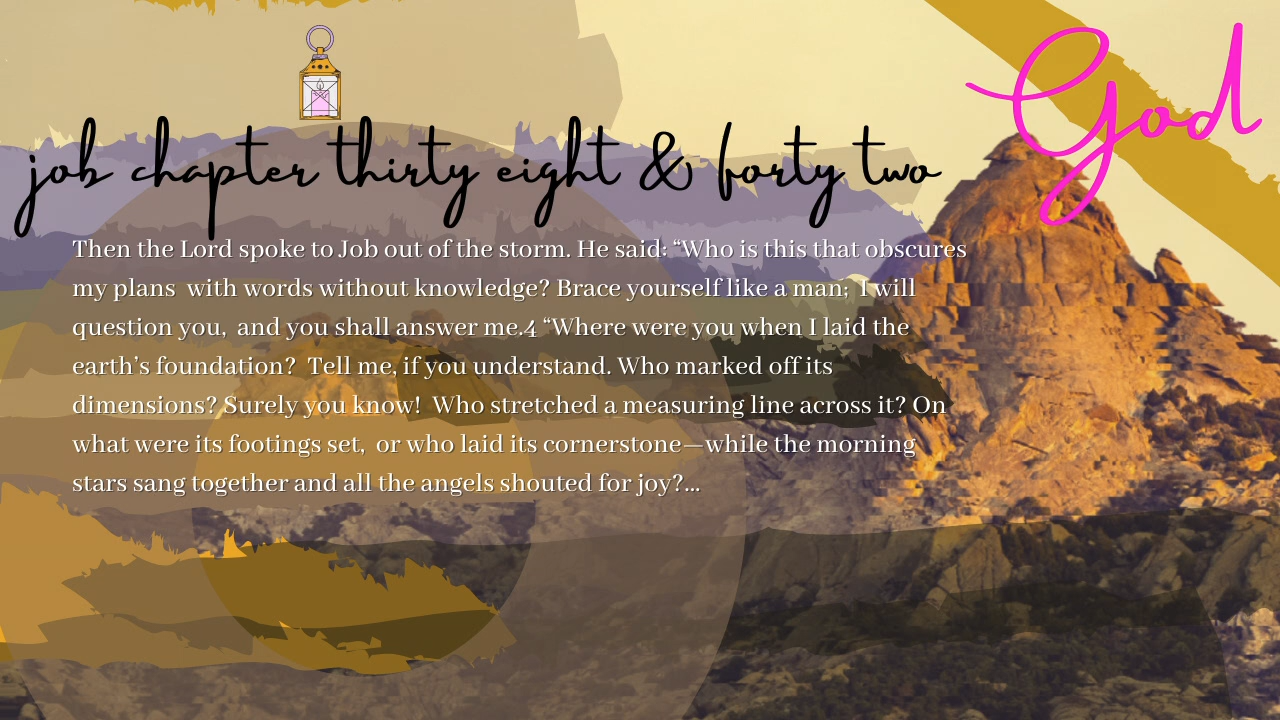 God
job chapter thirty eight & forty two
Then the Lord spoke to Job out of the storm. He said: “Who is this that obscures
my plans  with words without knowledge? Brace yourself like a man;  I will
question you,  and you shall answer me.4 “Where were you when I laid the
earth’s foundation?  Tell me, if you understand. Who marked off its
dimensions? Surely you know!  Who stretched a measuring line across it? On
what were its footings set,  or who laid its cornerstone—while the morning
stars sang together and all the angels shouted for joy?...